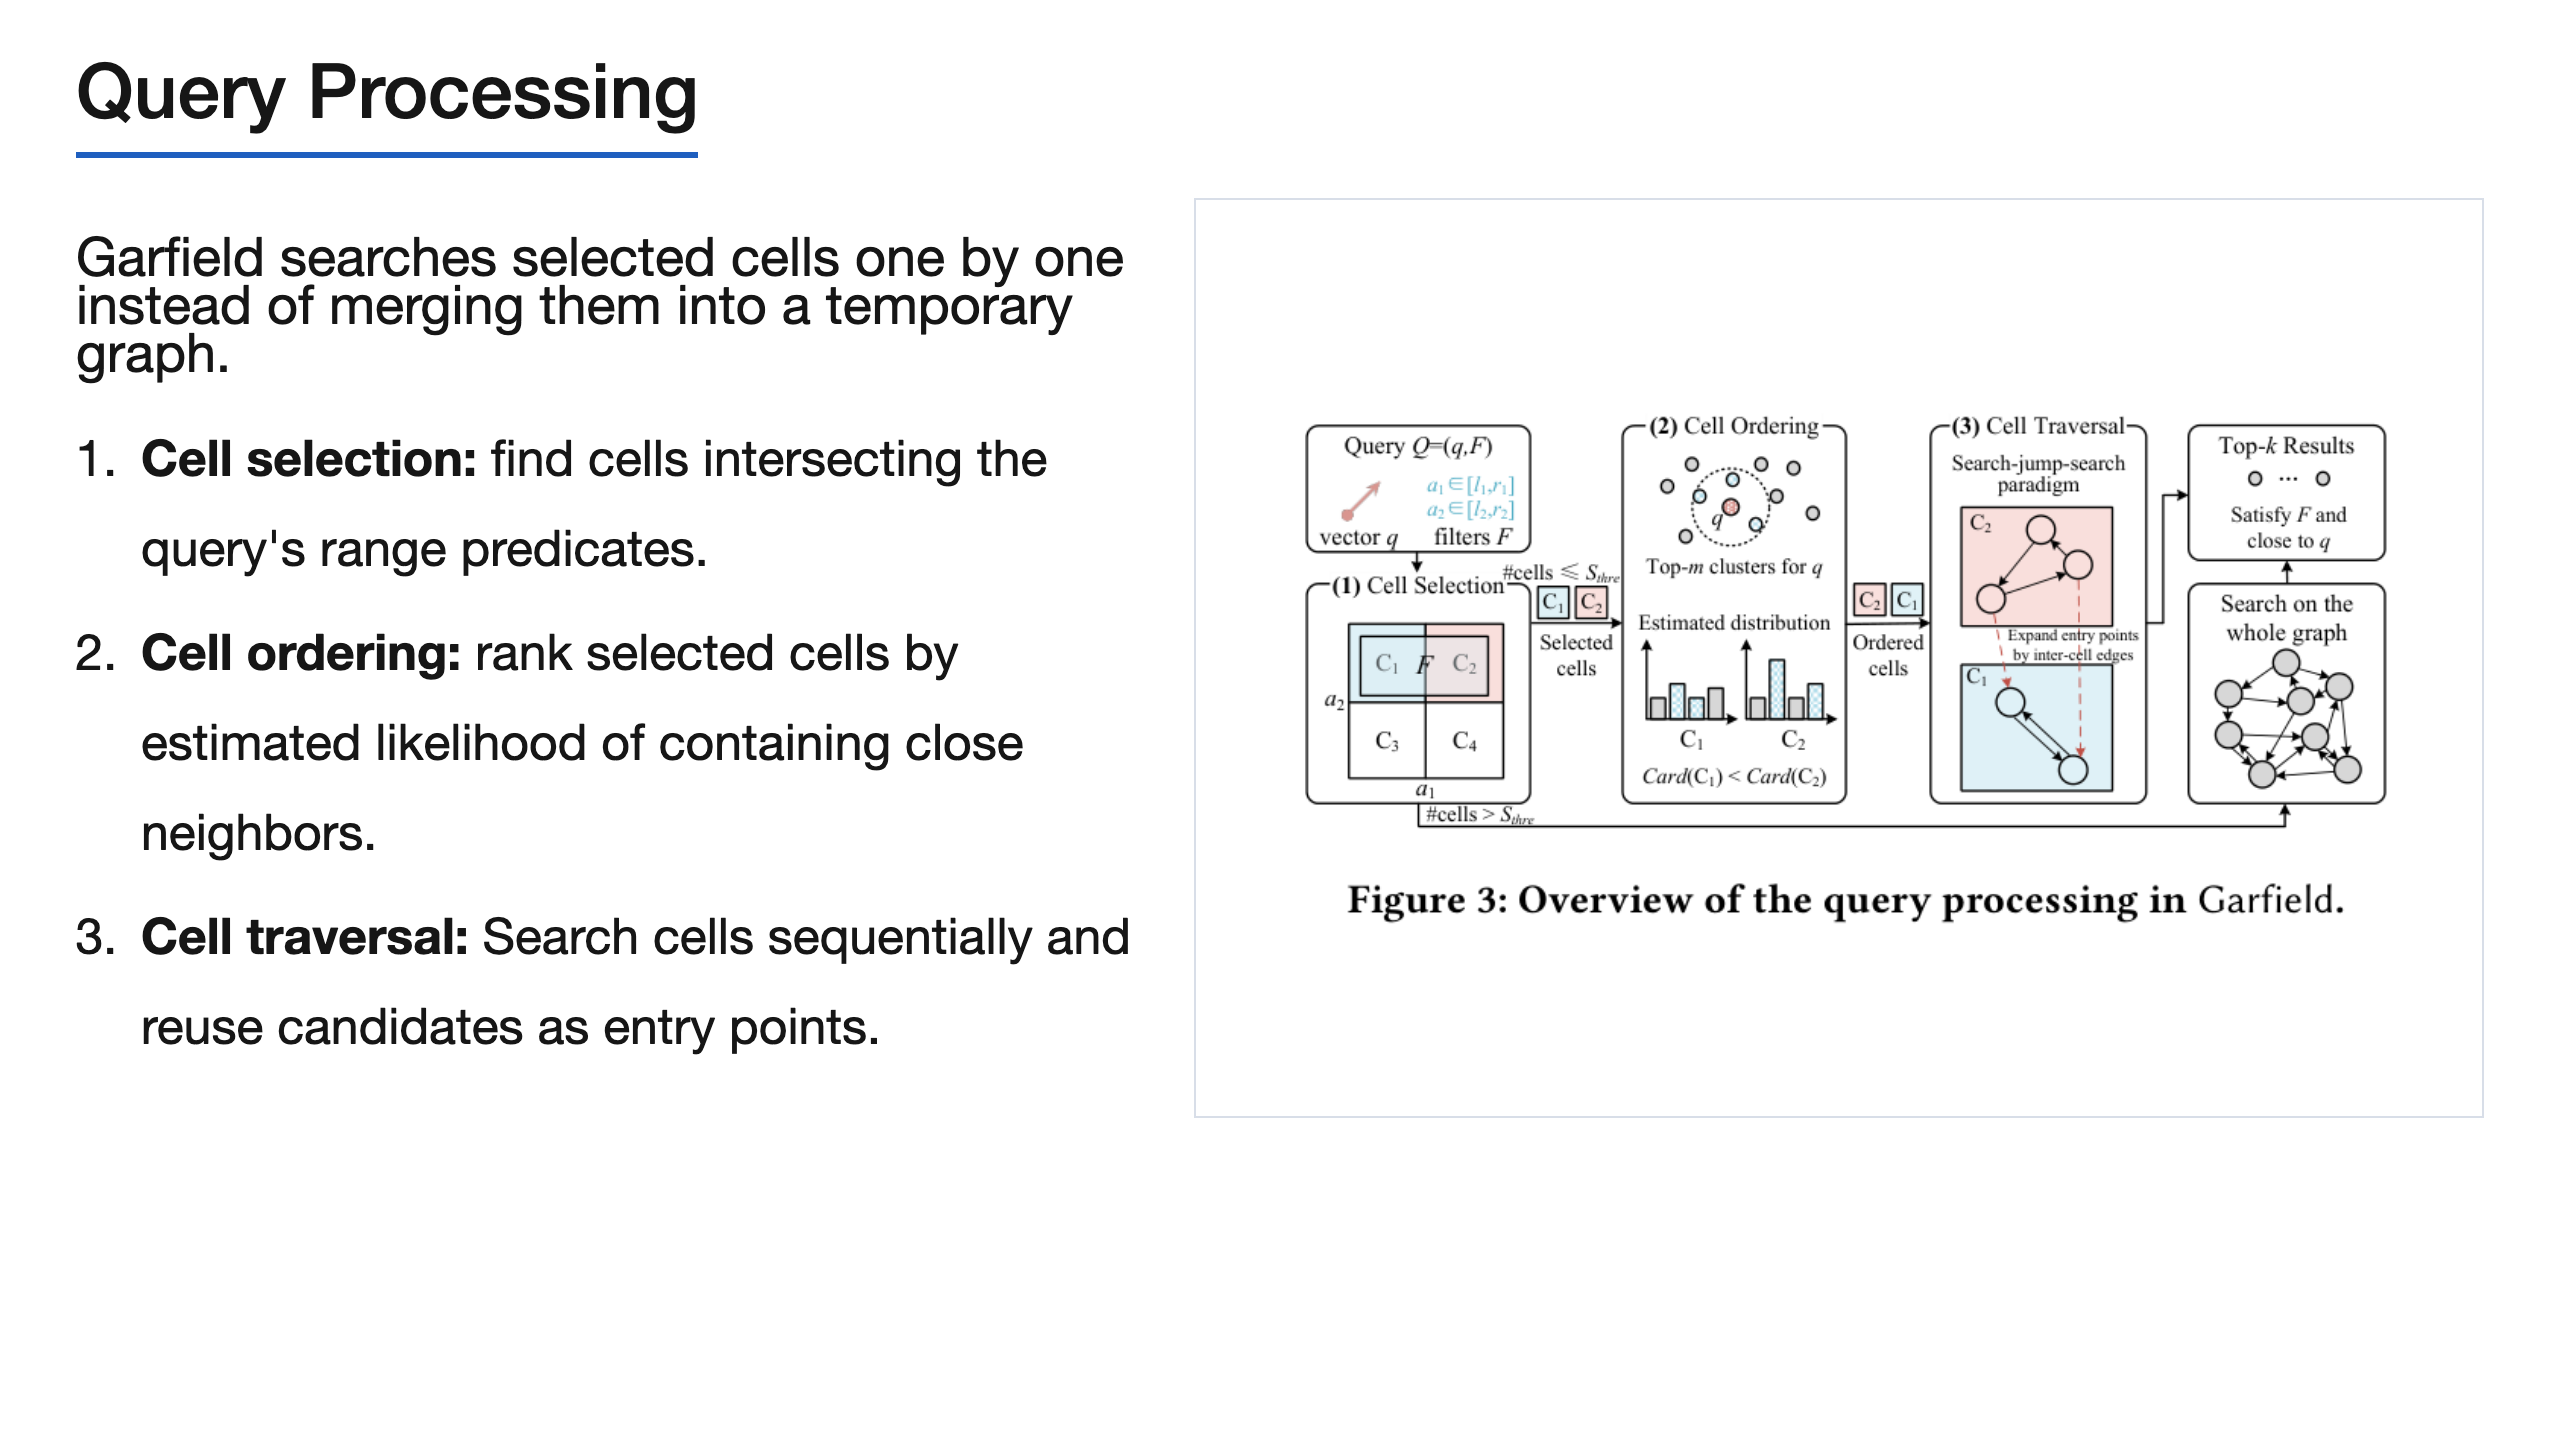 Query Processing
Garfield searches selected cells one by one
instead of merging them into a temporary
graph.
1. Cell selection: find cells intersecting the
query's range predicates.
2. Cell ordering: rank selected cells by
estimated likelihood of containing close
neighbors.
3. Cell traversal: Search cells sequentially and
reuse candidates as entry points.
Query Q=(q,F)
a₁∈[l₁,r₁]
a₂∈[l₂,r₂]
vector q filters F
(1) Cell Selection
C₁ F C₂
a₂
C₃ C₄
a₁
#cells ⩽ Sthre
C₁ C₂
Selected
cells
#cells > Sthre
(2) Cell Ordering
q
Top-m clusters for q
Estimated distribution
C₁ C₂
Card(C₁) < Card(C₂)
C₂ C₁
Ordered
cells
(3) Cell Traversal
Search-jump-search
paradigm
C₂
Expand entry points
by inter-cell edges
C₁
Top-k Results
...
Satisfy F and
close to q
Search on the
whole graph
Figure 3: Overview of the query processing in Garfield.